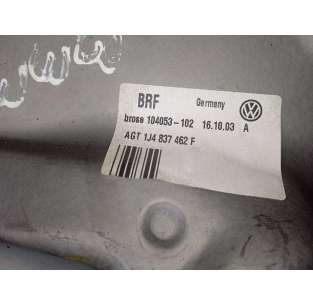 BRF Germany
brose 104053-102 16.10.03 A
AGT 1J4 837 462 F